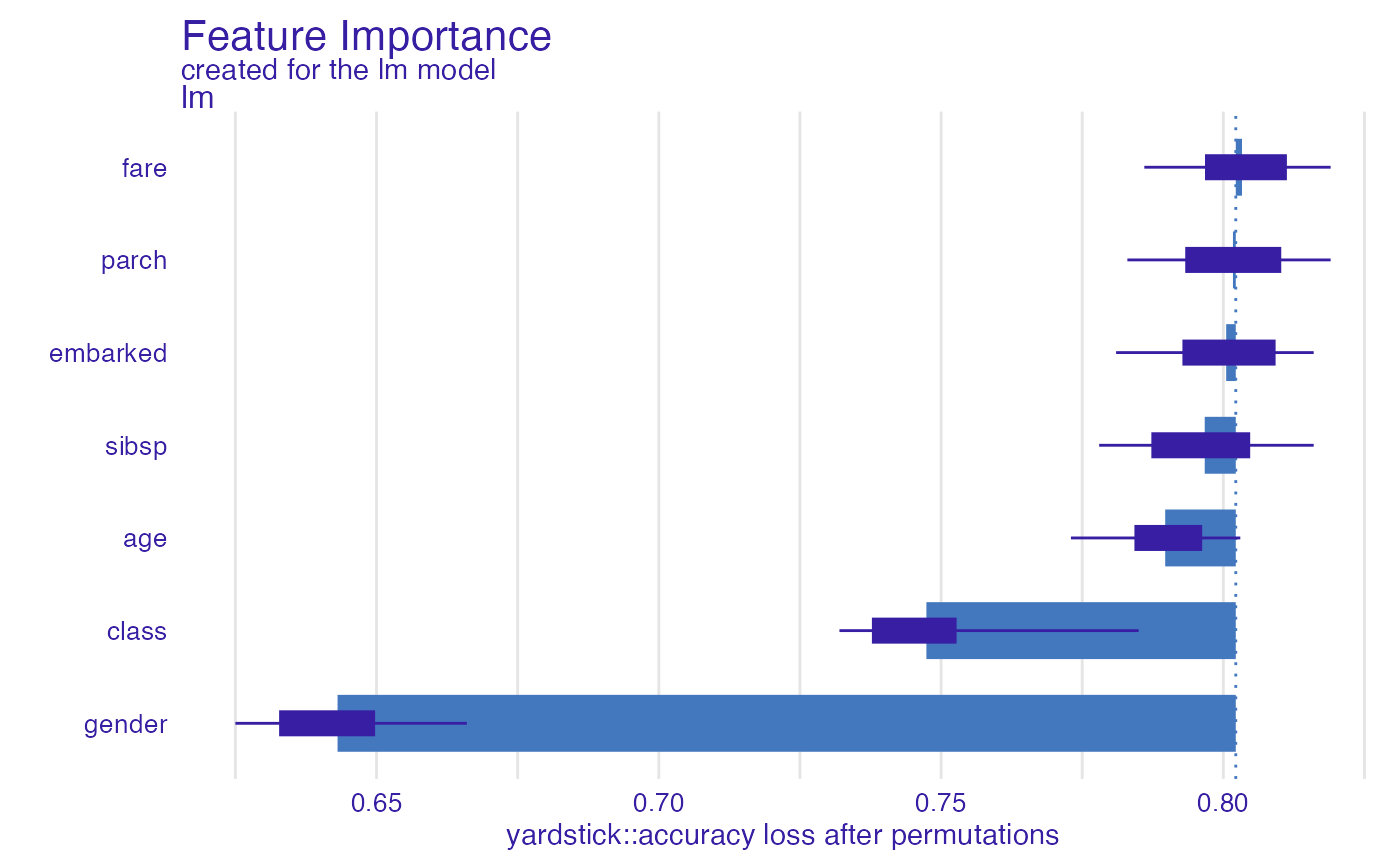 Feature Importance
created for the lm model
lm
fare
parch
embarked
sibsp
age
class
gender
0.65 0.70 0.75 0.80
yardstick::accuracy loss after permutations